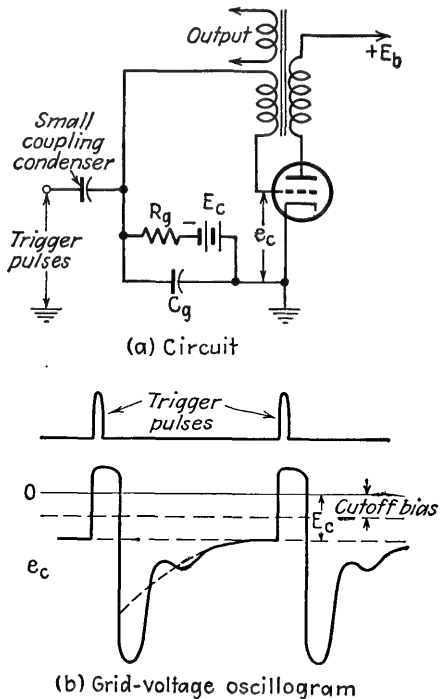 Output
+Eb
Small
coupling
condenser
Rg
−
Ec
ec
Trigger
pulses
Cg
(a) Circuit
Trigger
pulses
0
Ec
Cutoff bias
ec
(b) Grid-voltage oscillogram